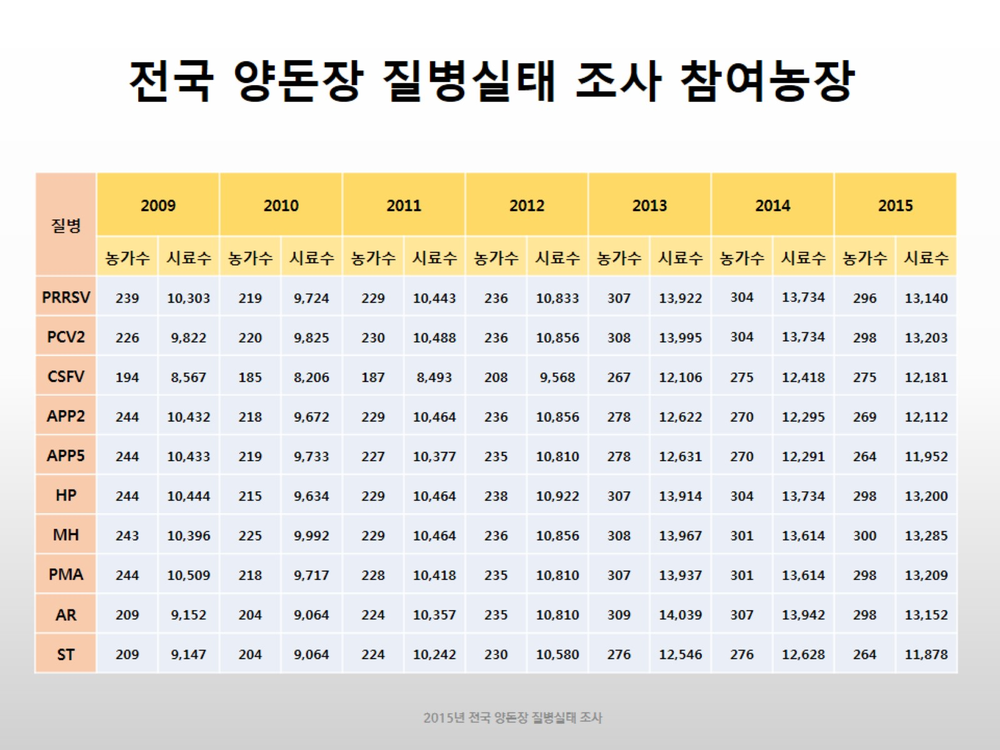 전국 양돈장 질병실태 조사 참여농장
질병 2009 2010 2011 2012 2013 2014 2015
농가수 시료수 농가수 시료수 농가수 시료수 농가수 시료수 농가수 시료수 농가수 시료수 농가수 시료수
PRRSV 239 10,303 219 9,724 229 10,443 236 10,833 307 13,922 304 13,734 296 13,140
PCV2 226 9,822 220 9,825 230 10,488 236 10,856 308 13,995 304 13,734 298 13,203
CSFV 194 8,567 185 8,206 187 8,493 208 9,568 267 12,106 275 12,418 275 12,181
APP2 244 10,432 218 9,672 229 10,464 236 10,856 278 12,622 270 12,295 269 12,112
APP5 244 10,433 219 9,733 227 10,377 235 10,810 278 12,631 270 12,291 264 11,952
HP 244 10,444 215 9,634 229 10,464 238 10,922 307 13,914 304 13,734 298 13,200
MH 243 10,396 225 9,992 229 10,464 236 10,856 308 13,967 301 13,614 300 13,285
PMA 244 10,509 218 9,717 228 10,418 235 10,810 307 13,937 301 13,614 298 13,209
AR 209 9,152 204 9,064 224 10,357 235 10,810 309 14,039 307 13,942 298 13,152
ST 209 9,147 204 9,064 224 10,242 230 10,580 276 12,546 276 12,628 264 11,878
2015년 전국 양돈장 질병실태 조사